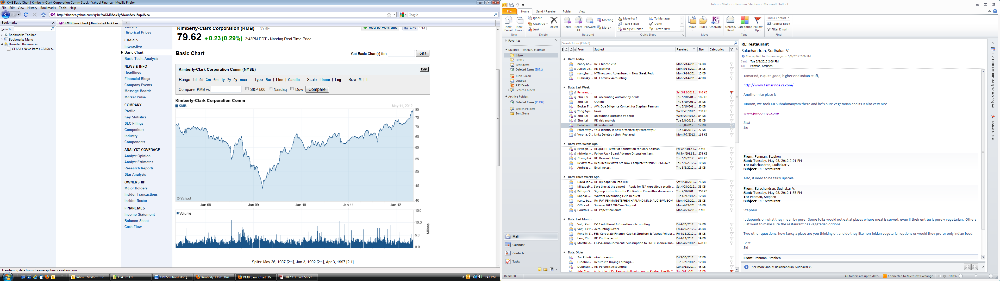 KMB Basic Chart | Kimberly-Clark Corporation Comm Stock - Yahoo! Finance - Mozilla Firefox
File Edit View History Bookmarks Tools Help
http://finance.yahoo.com/q/bc?s=KMB&t=5y&l=on&z=l&q=l&c=
Google
Bookmarks
KMB Basic Chart | Kimberly-Clark Cor...
Search:
Bookmarks Toolbar
Bookmarks Menu
Unsorted Bookmarks
CEASA : News Item : CEASA's...
Options
Historical Prices
CHARTS
Interactive
Basic Chart
Basic Tech. Analysis
NEWS & INFO
Headlines
Financial Blogs
Company Events
Message Boards
Market Pulse
COMPANY
Profile
Key Statistics
SEC Filings
Competitors
Industry
Components
ANALYST COVERAGE
Analyst Opinion
Analyst Estimates
Research Reports
Star Analysts
OWNERSHIP
Major Holders
Insider Transactions
Insider Roster
FINANCIALS
Income Statement
Balance Sheet
Cash Flow
Kimberly-Clark Corporation (KMB) - NYSE
Add to Portfolio Like 43
79.62 0.23 (0.29%) 2:43PM EDT - Nasdaq Real Time Price
Basic Chart
Get Basic Chart(s) for: GO
Kimberly-Clark Corporation Comm (NYSE) Edit
Range: 1d 5d 3m 6m 1y 2y 5y max Type: Bar | Line | Candle Scale: Linear | Log Size: M | L
Compare: KMB vs S&P 500 Nasdaq Dow Compare
Kimberly-Clark Corporation Comm
KMB May 11, 2012
80
75
70
65
60
55
50
45
40
© Yahoo!
Jan 08 Jan 09 Jan 10 Jan 11 Jan 12
Volume
15.0
10.0
5.0
0.0
Millions
Splits: May 26, 1987 [2:1], Jan 3, 1992 [2:1], Apr 3, 1997 [2:1]
Transferring data from streamerapi.finance.yahoo.com...
Inbox - Mailbox - Pe... FSA 3rd Ed KMBSolution1.doc [... Kimberly-Clark | Bus... KMB Basic Chart | Ki... 2012 K-C Fact Sheet... 2:43 PM
Inbox - Mailbox - Penman, Stephen - Microsoft Outlook
File Home Send / Receive Folder View
New E-mail
New Items
Ignore
Clean Up
Junk
Delete
Reply
Reply All
Forward
Meeting
More
Move to: ?
Team E-mail
Reply & Delete
To Manager
Done
Create New
Move
Rules
OneNote
Unread/ Read
Categorize
Follow Up
Find a Contact
Address Book
Filter E-mail
New Delete Respond Quick Steps Move Tags Find
Favorites
Mailbox - Penman, Stephen
Inbox
Drafts
Sent Items
Deleted Items (3871)
Junk E-mail
Outbox
RSS Feeds
Search Folders
Archive Folders
Deleted Items (11494)
Search Folders
Sent Items
Mail
Calendar
Contacts
Tasks
Search Inbox (Ctrl+E)
From Subject Received Size Categories
Date: Today
nancy ba... Re: Chinese Visa Mon 5/14/201... 14 KB
Jullich, Je... RE: Electives Mon 5/14/201... 25 KB
nancyban... NYTimes.com: Adventures in New Greek Reds Mon 5/14/201... 15 KB
Dubinsky,... RE: Forensic Accounting Mon 5/14/201... 42 KB
Date: Last Week
Penman, ... Sat 5/12/2012... 546 KB
Zhu, Lei RE: accounting outcome by decile Thu 5/10/201... 106 KB
Zhu, Lei Outline Thu 5/10/201... 23 KB
Becker Fr... AW: Due Diligence Contact for Stephen Penman Thu 5/10/201... 20 KB
Yong Gyu... favor Wed 5/9/2012... 290 KB
Zhu, Lei accounting outcome by decile Wed 5/9/2012... 84 KB
Zhu, Lei RE: risk analysis Tue 5/8/2012 ... 53 KB
Balachan... RE: restaurant Tue 5/8/2012 ... 17 KB
ProtectMy... Your identity is now protected by ProtectMyID Tue 5/8/2012 ... 27 KB
Verona, G... Links Deleted / Links Replaced Mon 5/7/2012... 114 KB
Date: Two Weeks Ago
Ekwegh, ... REQUEST: Letter of Solicitation for Mark Soliman Fri 5/4/2012 5... 2 MB
nicholas.v... Follow Up / Board Advance Discussion Items Fri 5/4/2012 5... 274 KB
Cheng Lai RE: Research Ideas Thu 5/3/2012 ... 681 KB
Review of... Required Reviews Are Now Complete for #RAST-EM-2627 Thu 5/3/2012 ... 10 KB
Andreas ... Email Access Thu 5/3/2012 ... 15 KB
Date: Three Weeks Ago
David Joh... RE: my paper on Info Risk Sat 4/28/2012... 26 KB
MileagePl... Save time at the airport -- Apply for TSA expedited security ... Sat 4/28/2012... 33 KB
Kathryn S... Sign-up instructions for Publication Committee documents Thu 4/26/201... 256 KB
Raphael.... Warrant Accounting Help Request Tue 4/24/2012... 12 KB
nancy ba... Re: FW: PENMAN/STEPHEN HARLAND MR 24AUG EWR BOM Mon 4/23/201... 38 KB
Office of ... Summer 2012 Off-Term Support Mon 4/23/201... 16 KB
Courtois, ... RE: Paper final draft Mon 4/23/201... 2 MB
Date: Last Month
Valt, Kirst... FY13 Additional Information - Accounting Fri 4/20/2012 ... 14 KB
Valt, Kirst... Accounting Roster Fri 4/20/2012 ... 46 KB
Rene M. S... FEN Corporate Finance: Capital Structure & Payout Policies... Fri 4/13/2012 ... 55 KB
Leuz, Chri... RE: For the record... Fri 4/13/2012 ... 19 KB
Morsfield... CEASA Announcement: Subscription to SNL's Financial Ins... Mon 4/2/2012... 678 KB
Date: Older
Zac Rolnik nice to see you Fri 3/30/2012 ... 17 KB
Lundhol... Returns to Buying Earnings.... Tue 3/20/2012... 12 KB
Dubinsky,... RE: Forensic Accounting Sun 3/18/201... 45 KB
Items: 88
RE: restaurant
Balachandran, Sudhakar V.
You replied to this message on 5/8/2012 2:06 PM.
Sent: Tue 5/8/2012 2:06 PM
To: Penman, Stephen
Tamarind, is quite good, higher end indian stuff,
http://www.tamarinde22.com/
Another nice place is
Junoon, we took KR Subrahmanyam there and he's pure vegetarian and its is also very nice
www.junoonnyc.com/
Best
Sid
From: Penman, Stephen
Sent: Tuesday, May 08, 2012 2:01 PM
To: Balachandran, Sudhakar V.
Subject: RE: restaurant
Also, it need to be fairly upscale.
From: Balachandran, Sudhakar V.
Sent: Tuesday, May 08, 2012 1:55 PM
To: Penman, Stephen
Subject: RE: restaurant
Stephen
It depends on what they mean by pure. Some folks would not eat at places where meat is served, even if their entrée is purely vegetarian. Others
just want to make sure the restaurant has vegetarian options.
Two other questions, how fancy a place are you thinking of, and do they like non-inidan vegetarian options or would they prefer only indian food.
Best
Sid
From: Penman, Stephen
See more about: Balachandran, Sudhakar V..
All folders are up to date. Connected to Microsoft Exchange 100%
Tue 11:00 AM: UBS A&Q pre-meeting call
Today: 4 Tasks